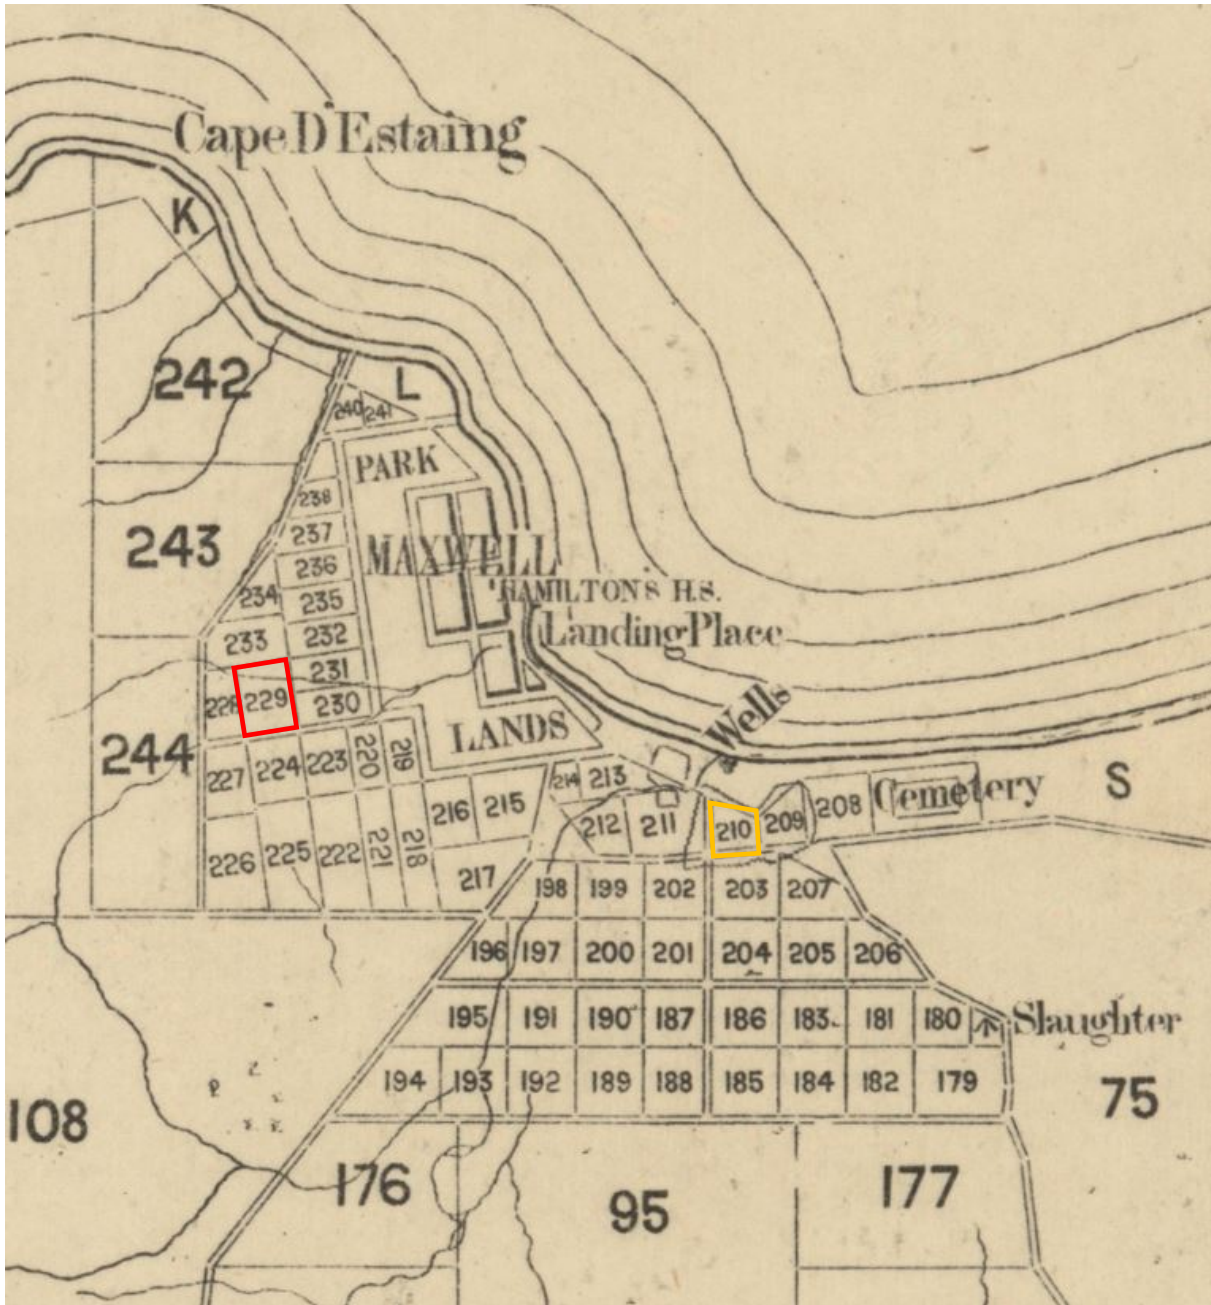 Cape D'Estaing
K
242
L
240 241
PARK
238
243
237
MAXWELL
236
HAMILTON'S H.S.
234 235
Landing Place
233 232
231
228 229 230
Wells
LANDS
244
227 224 223 220 219
214 213
216 215
Cemetery S
208
212 211 210 209
226 225 222 221 218
217
198 199 202 203 207
196 197 200 201 204 205 206
195 191 190 187 186 183 181 180 Slaughter
194 193 192 189 188 185 184 182 179
75
108
176 95 177